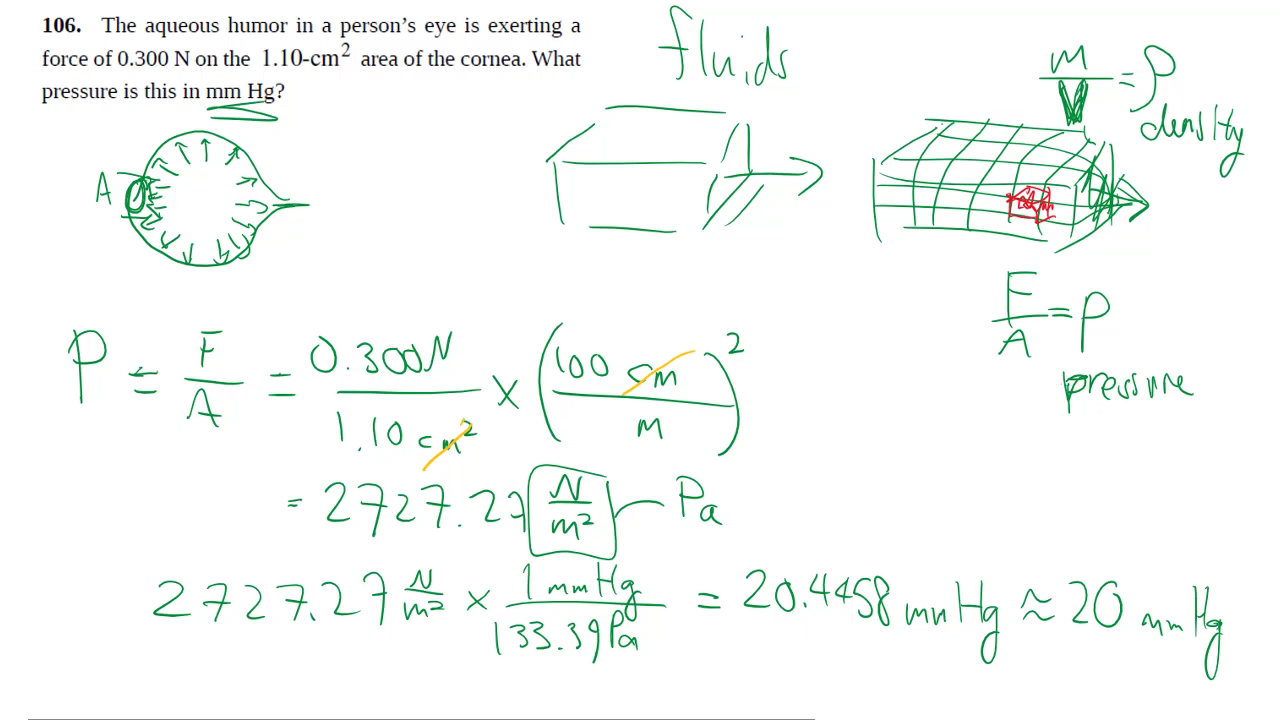 106. The aqueous humor in a person's eye is exerting a
force of 0.300 N on the 1.10-cm² area of the cornea. What
pressure is this in mm Hg?
fluids
m/V = ρ
density
A
F/A = P
pressure
P = F/A = 0.300 N / 1.10 cm² × (100 cm / m)²
= 2727.27 N/m² Pa
2727.27 N/m² × 1 mmHg / 133.39 Pa = 20.4458 mmHg ≈ 20 mmHg